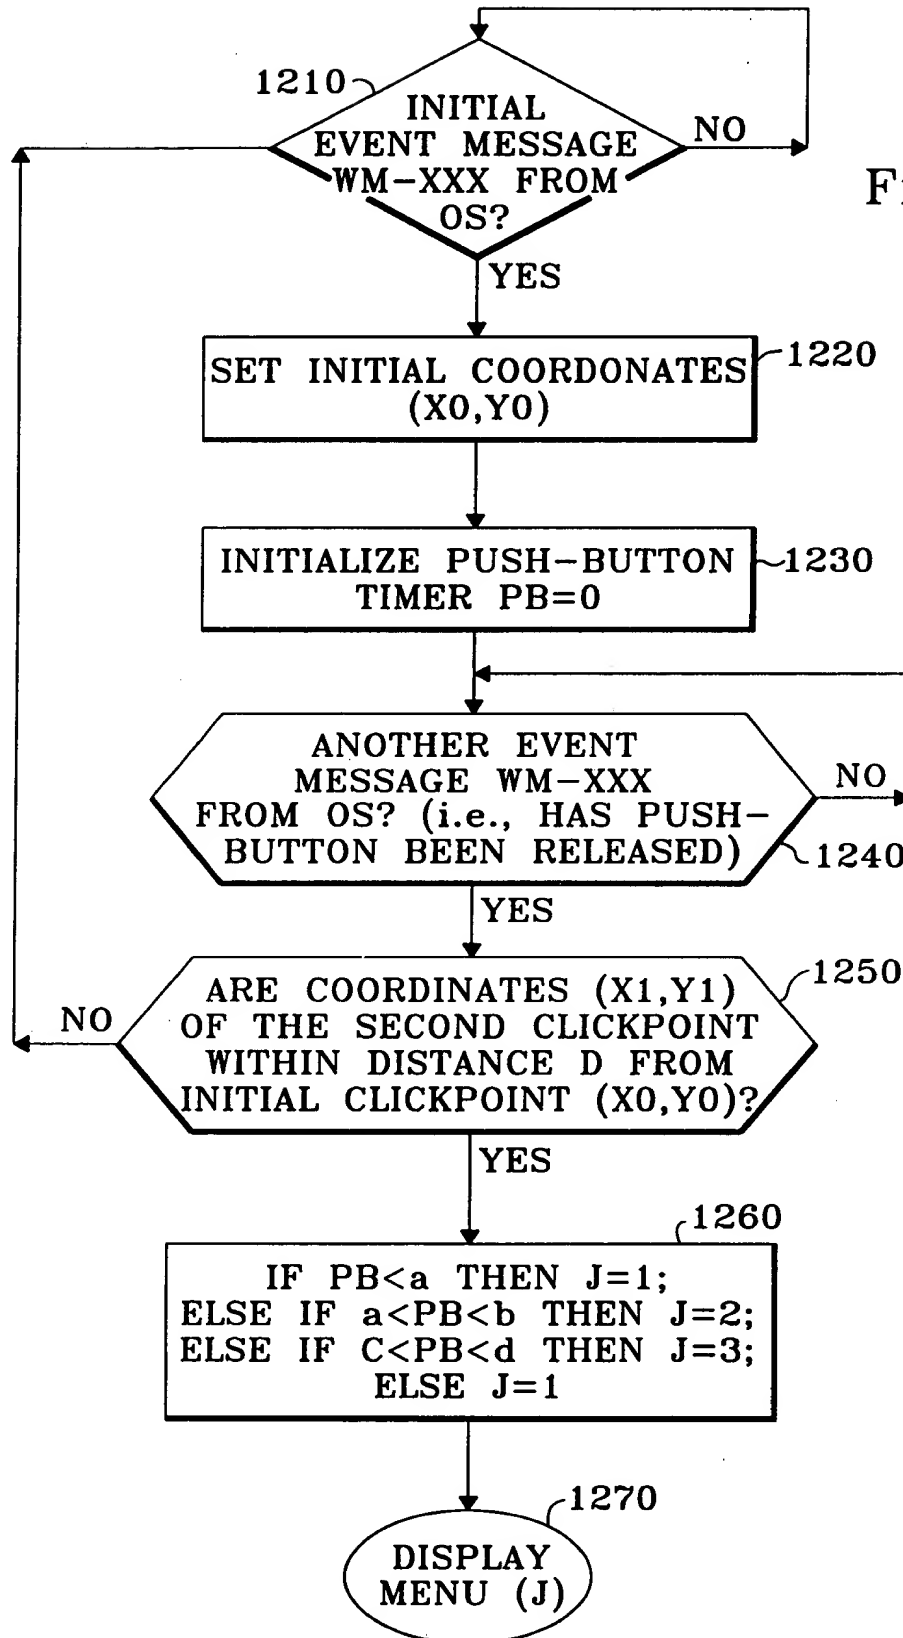 1210
INITIAL
EVENT MESSAGE
WM-XXX FROM
OS?
NO
YES
1220
SET INITIAL COORDONATES
(X0,Y0)
INITIALIZE PUSH-BUTTON
TIMER PB=0
1230
ANOTHER EVENT
MESSAGE WM-XXX
FROM OS? (i.e., HAS PUSH-
BUTTON BEEN RELEASED)
NO
1240
YES
1250
ARE COORDINATES (X1,Y1)
OF THE SECOND CLICKPOINT
WITHIN DISTANCE D FROM
INITIAL CLICKPOINT (X0,Y0)?
NO
YES
1260
IF PB<a THEN J=1;
ELSE IF a<PB<b THEN J=2;
ELSE IF C<PB<d THEN J=3;
ELSE J=1
1270
DISPLAY
MENU (J)